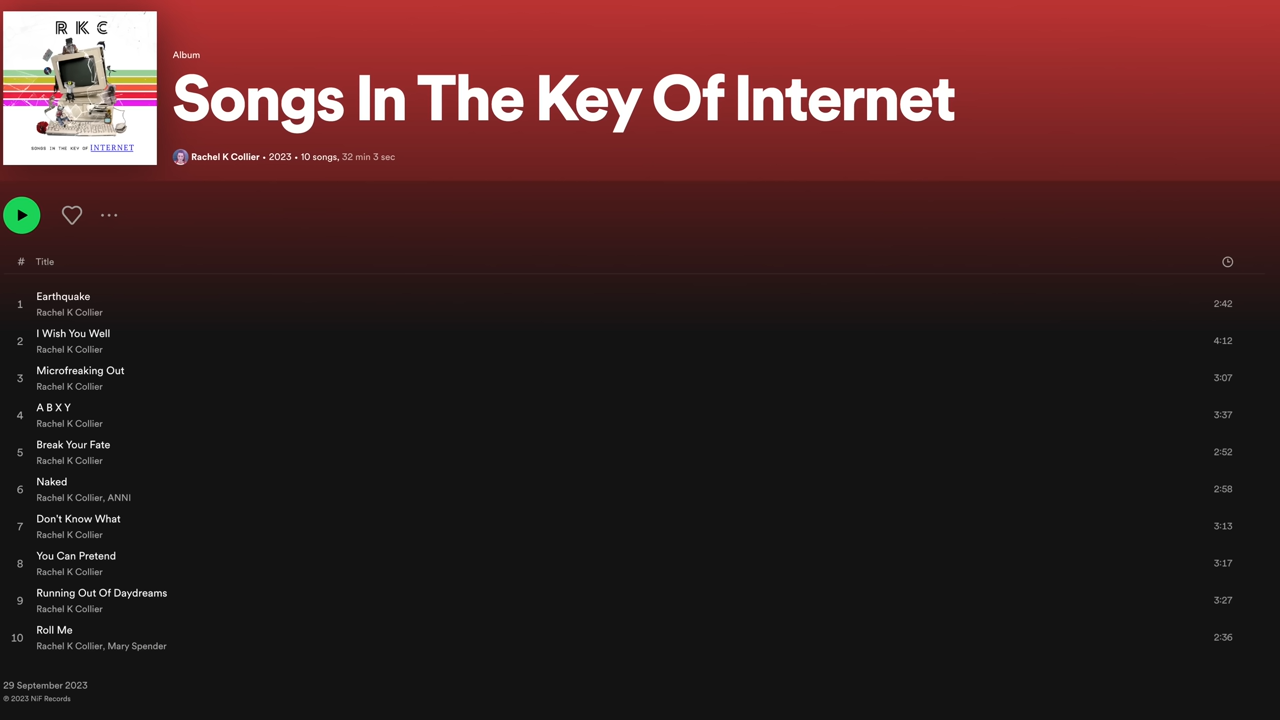 RKC
SONGS IN THE KEY OF INTERNET
Album
Songs In The Key Of Internet
Rachel K Collier • 2023 • 10 songs, 32 min 3 sec
# Title
1 Earthquake 2:42
Rachel K Collier
2 I Wish You Well 4:12
Rachel K Collier
3 Microfreaking Out 3:07
Rachel K Collier
4 A B X Y 3:37
Rachel K Collier
5 Break Your Fate 2:52
Rachel K Collier
6 Naked 2:58
Rachel K Collier, ANNI
7 Don't Know What 3:13
Rachel K Collier
8 You Can Pretend 3:17
Rachel K Collier
9 Running Out Of Daydreams 3:27
Rachel K Collier
10 Roll Me 2:36
Rachel K Collier, Mary Spender
29 September 2023
℗ 2023 NiF Records